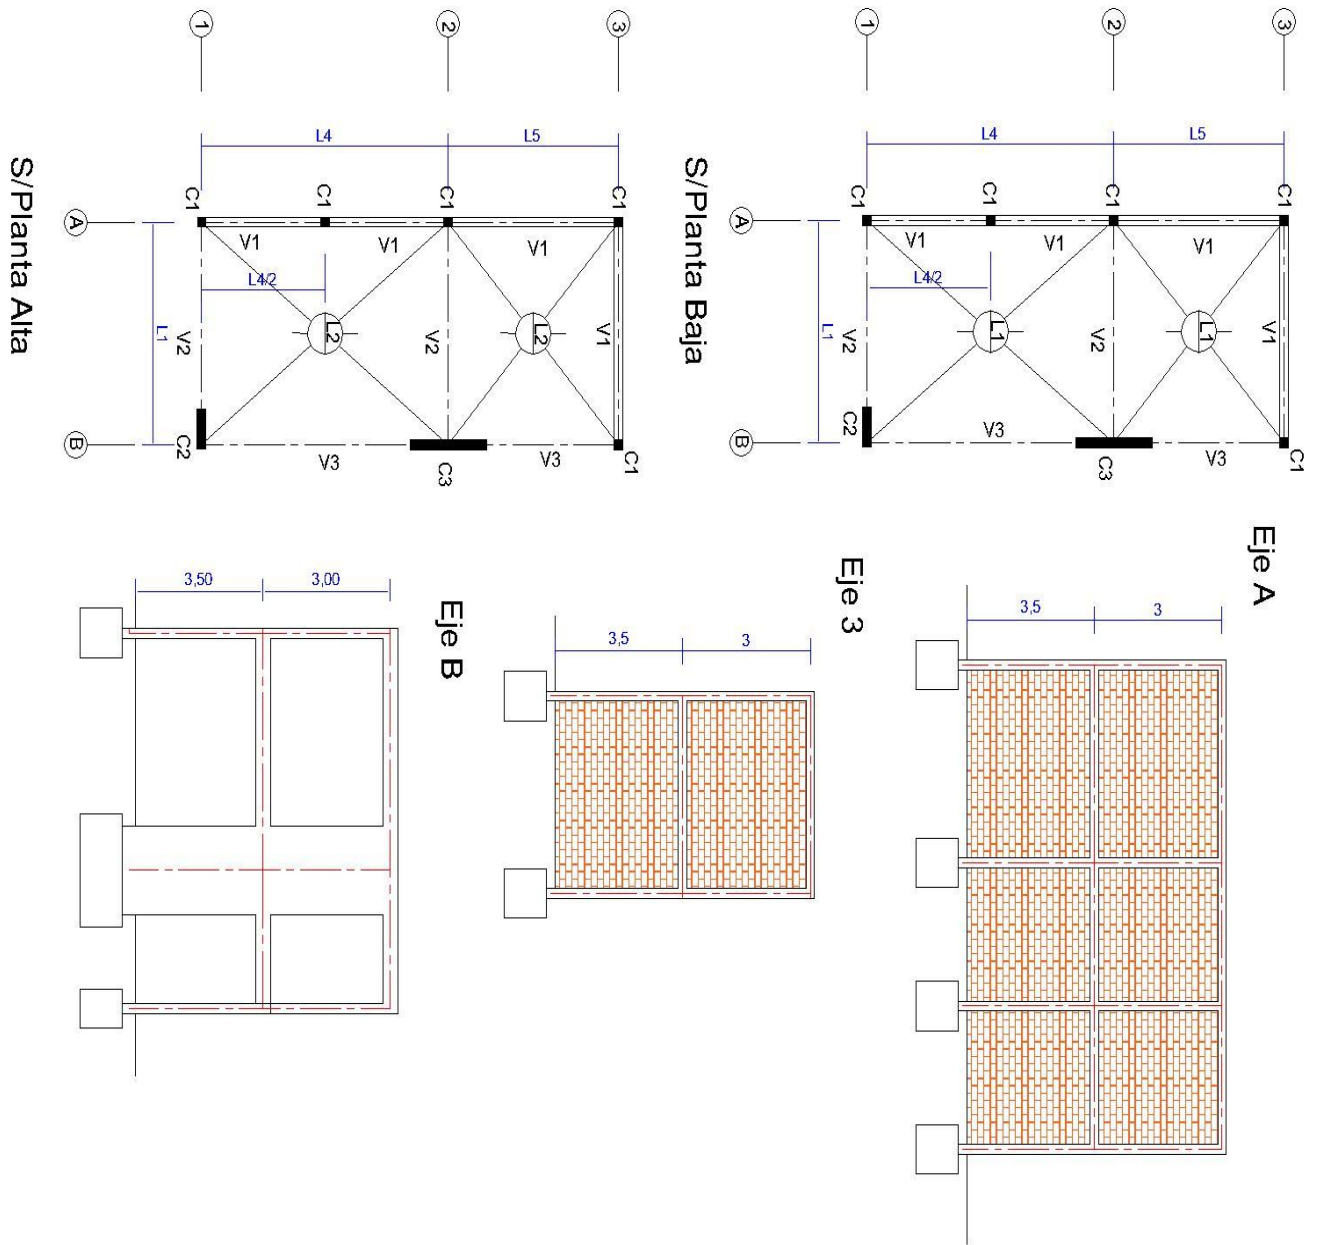 1
2
3
L4
L5
C1
C1
C1
C1
A
V1
V1
V1
L4/2
L1
L2
L2
V2
V2
V1
B
C2
V3
C3
V3
C1
S/Planta Alta
1
2
3
L4
L5
C1
C1
C1
C1
A
V1
V1
V1
L4/2
L1
L1
L1
V2
V2
V1
B
C2
V3
C3
V3
C1
S/Planta Baja
Eje A
3,5
3
Eje 3
3,5
3
Eje B
3,50
3,00